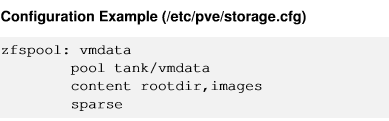 Configuration Example (/etc/pve/storage.cfg)
zfspool: vmdata
        pool tank/vmdata
        content rootdir,images
        sparse